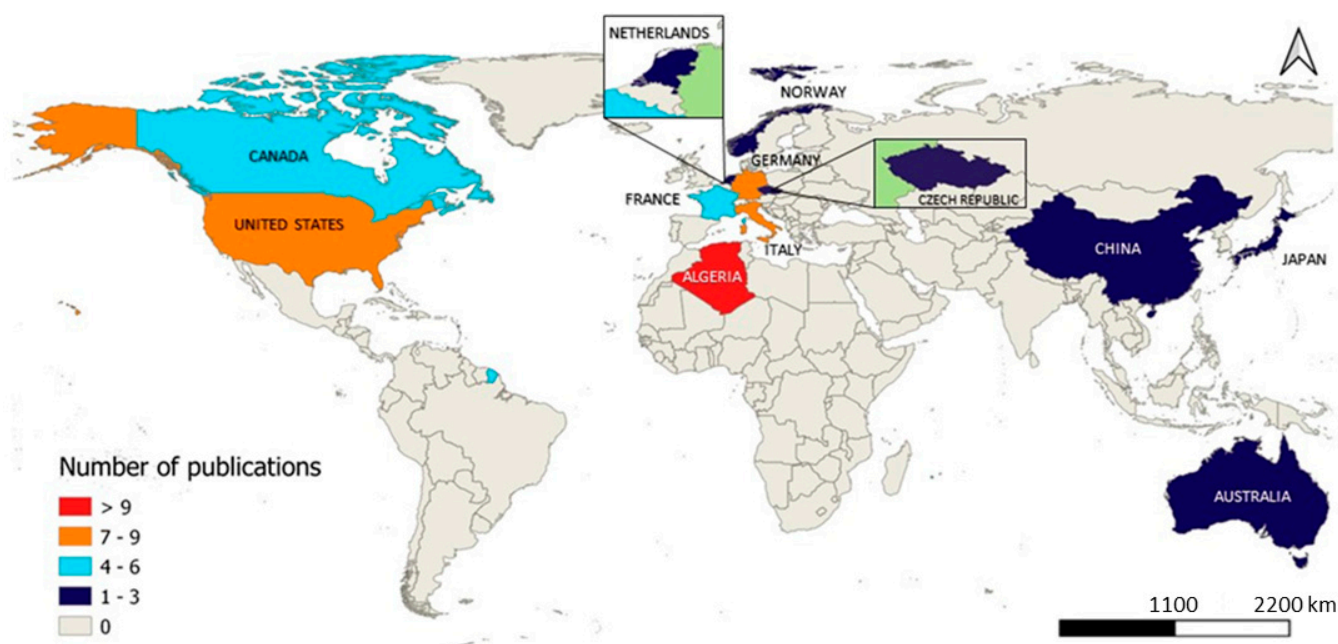 NETHERLANDS
NORWAY
CANADA
GERMANY
FRANCE
CZECH REPUBLIC
UNITED STATES
ITALY
CHINA
JAPAN
ALGERIA
Number of publications
> 9
7 - 9
4 - 6
1 - 3
0
AUSTRALIA
1100 2200 km